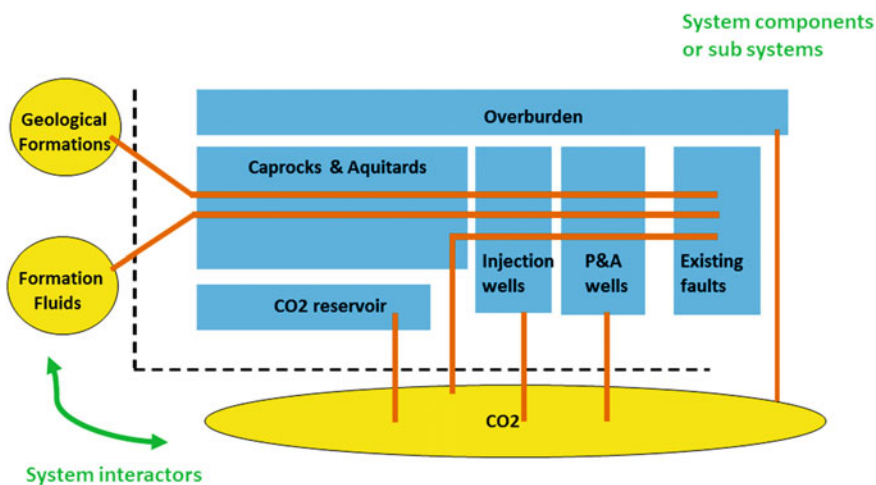 System components
or sub systems
Geological
Formations
Overburden
Caprocks & Aquitards
Formation
Fluids
Injection
wells
P&A
wells
Existing
faults
CO2 reservoir
CO2
System interactors